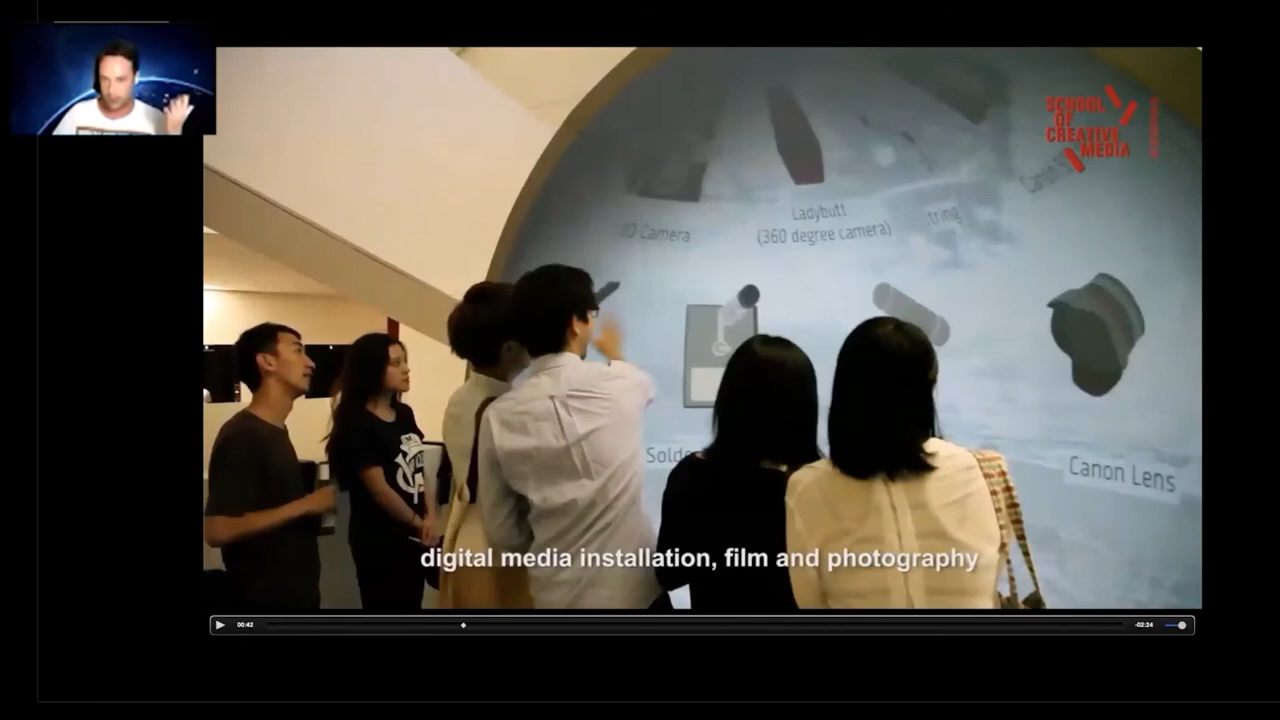 SCHOOL
OF
CREATIVE
MEDIA
Ladybutt
3D Camera
(360 degree camera)
tring
Canon Lens
digital media installation, film and photography
00:42
-02:24